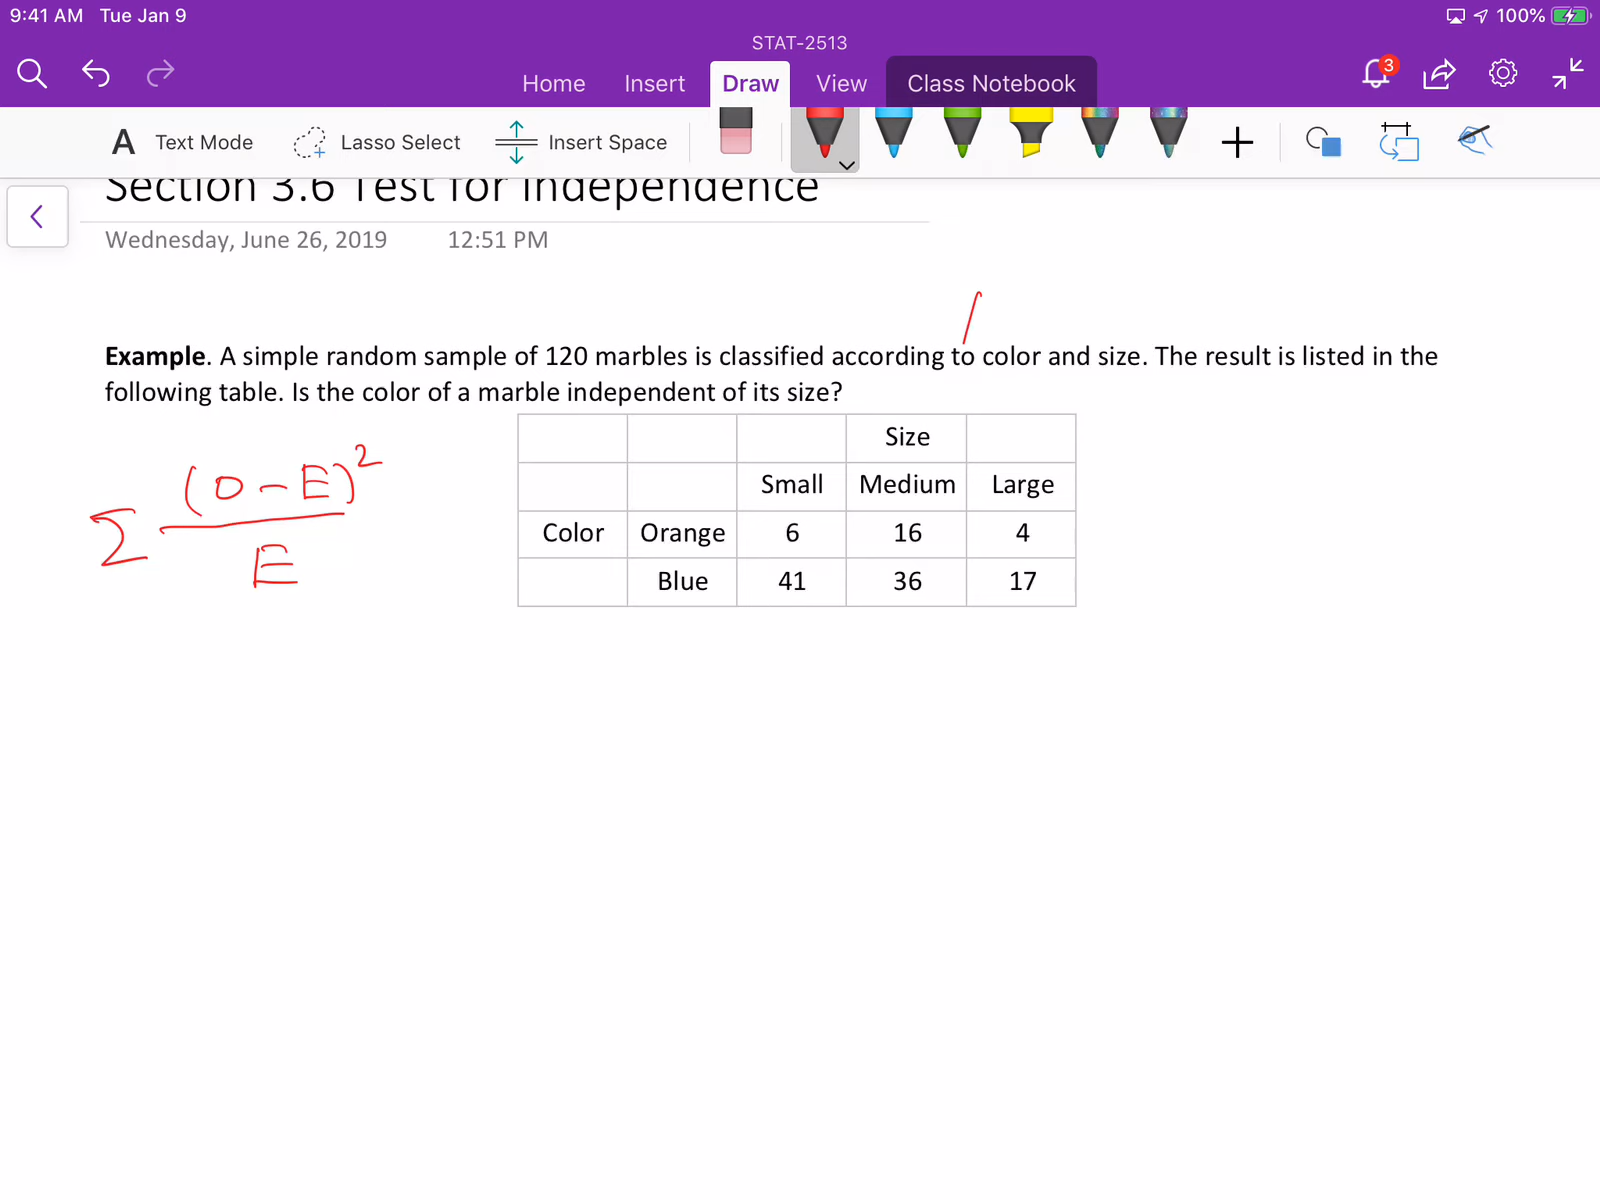 9:41 AM Tue Jan 9 100%
STAT-2513
3
Home Insert Draw View Class Notebook
A Text Mode Lasso Select Insert Space
Section 3.6 Test for Independence
Wednesday, June 26, 2019 12:51 PM
Example. A simple random sample of 120 marbles is classified according to color and size. The result is listed in the
following table. Is the color of a marble independent of its size?
Size
Small Medium Large
Color Orange 6 16 4
Blue 41 36 17
Σ (O-E)²
E